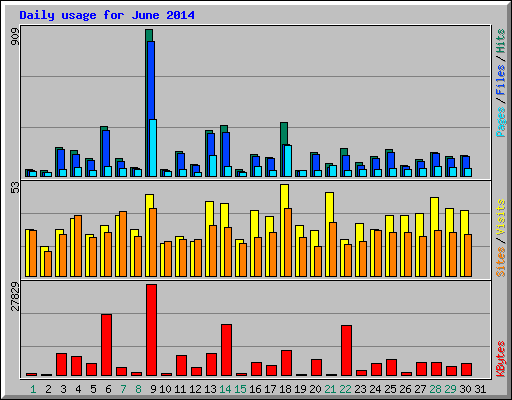 Daily usage for June 2014
909
Pages / Files / Hits
53
Sites / Visits
27829
KBytes
1 2 3 4 5 6 7 8 9 10 11 12 13 14 15 16 17 18 19 20 21 22 23 24 25 26 27 28 29 30 31